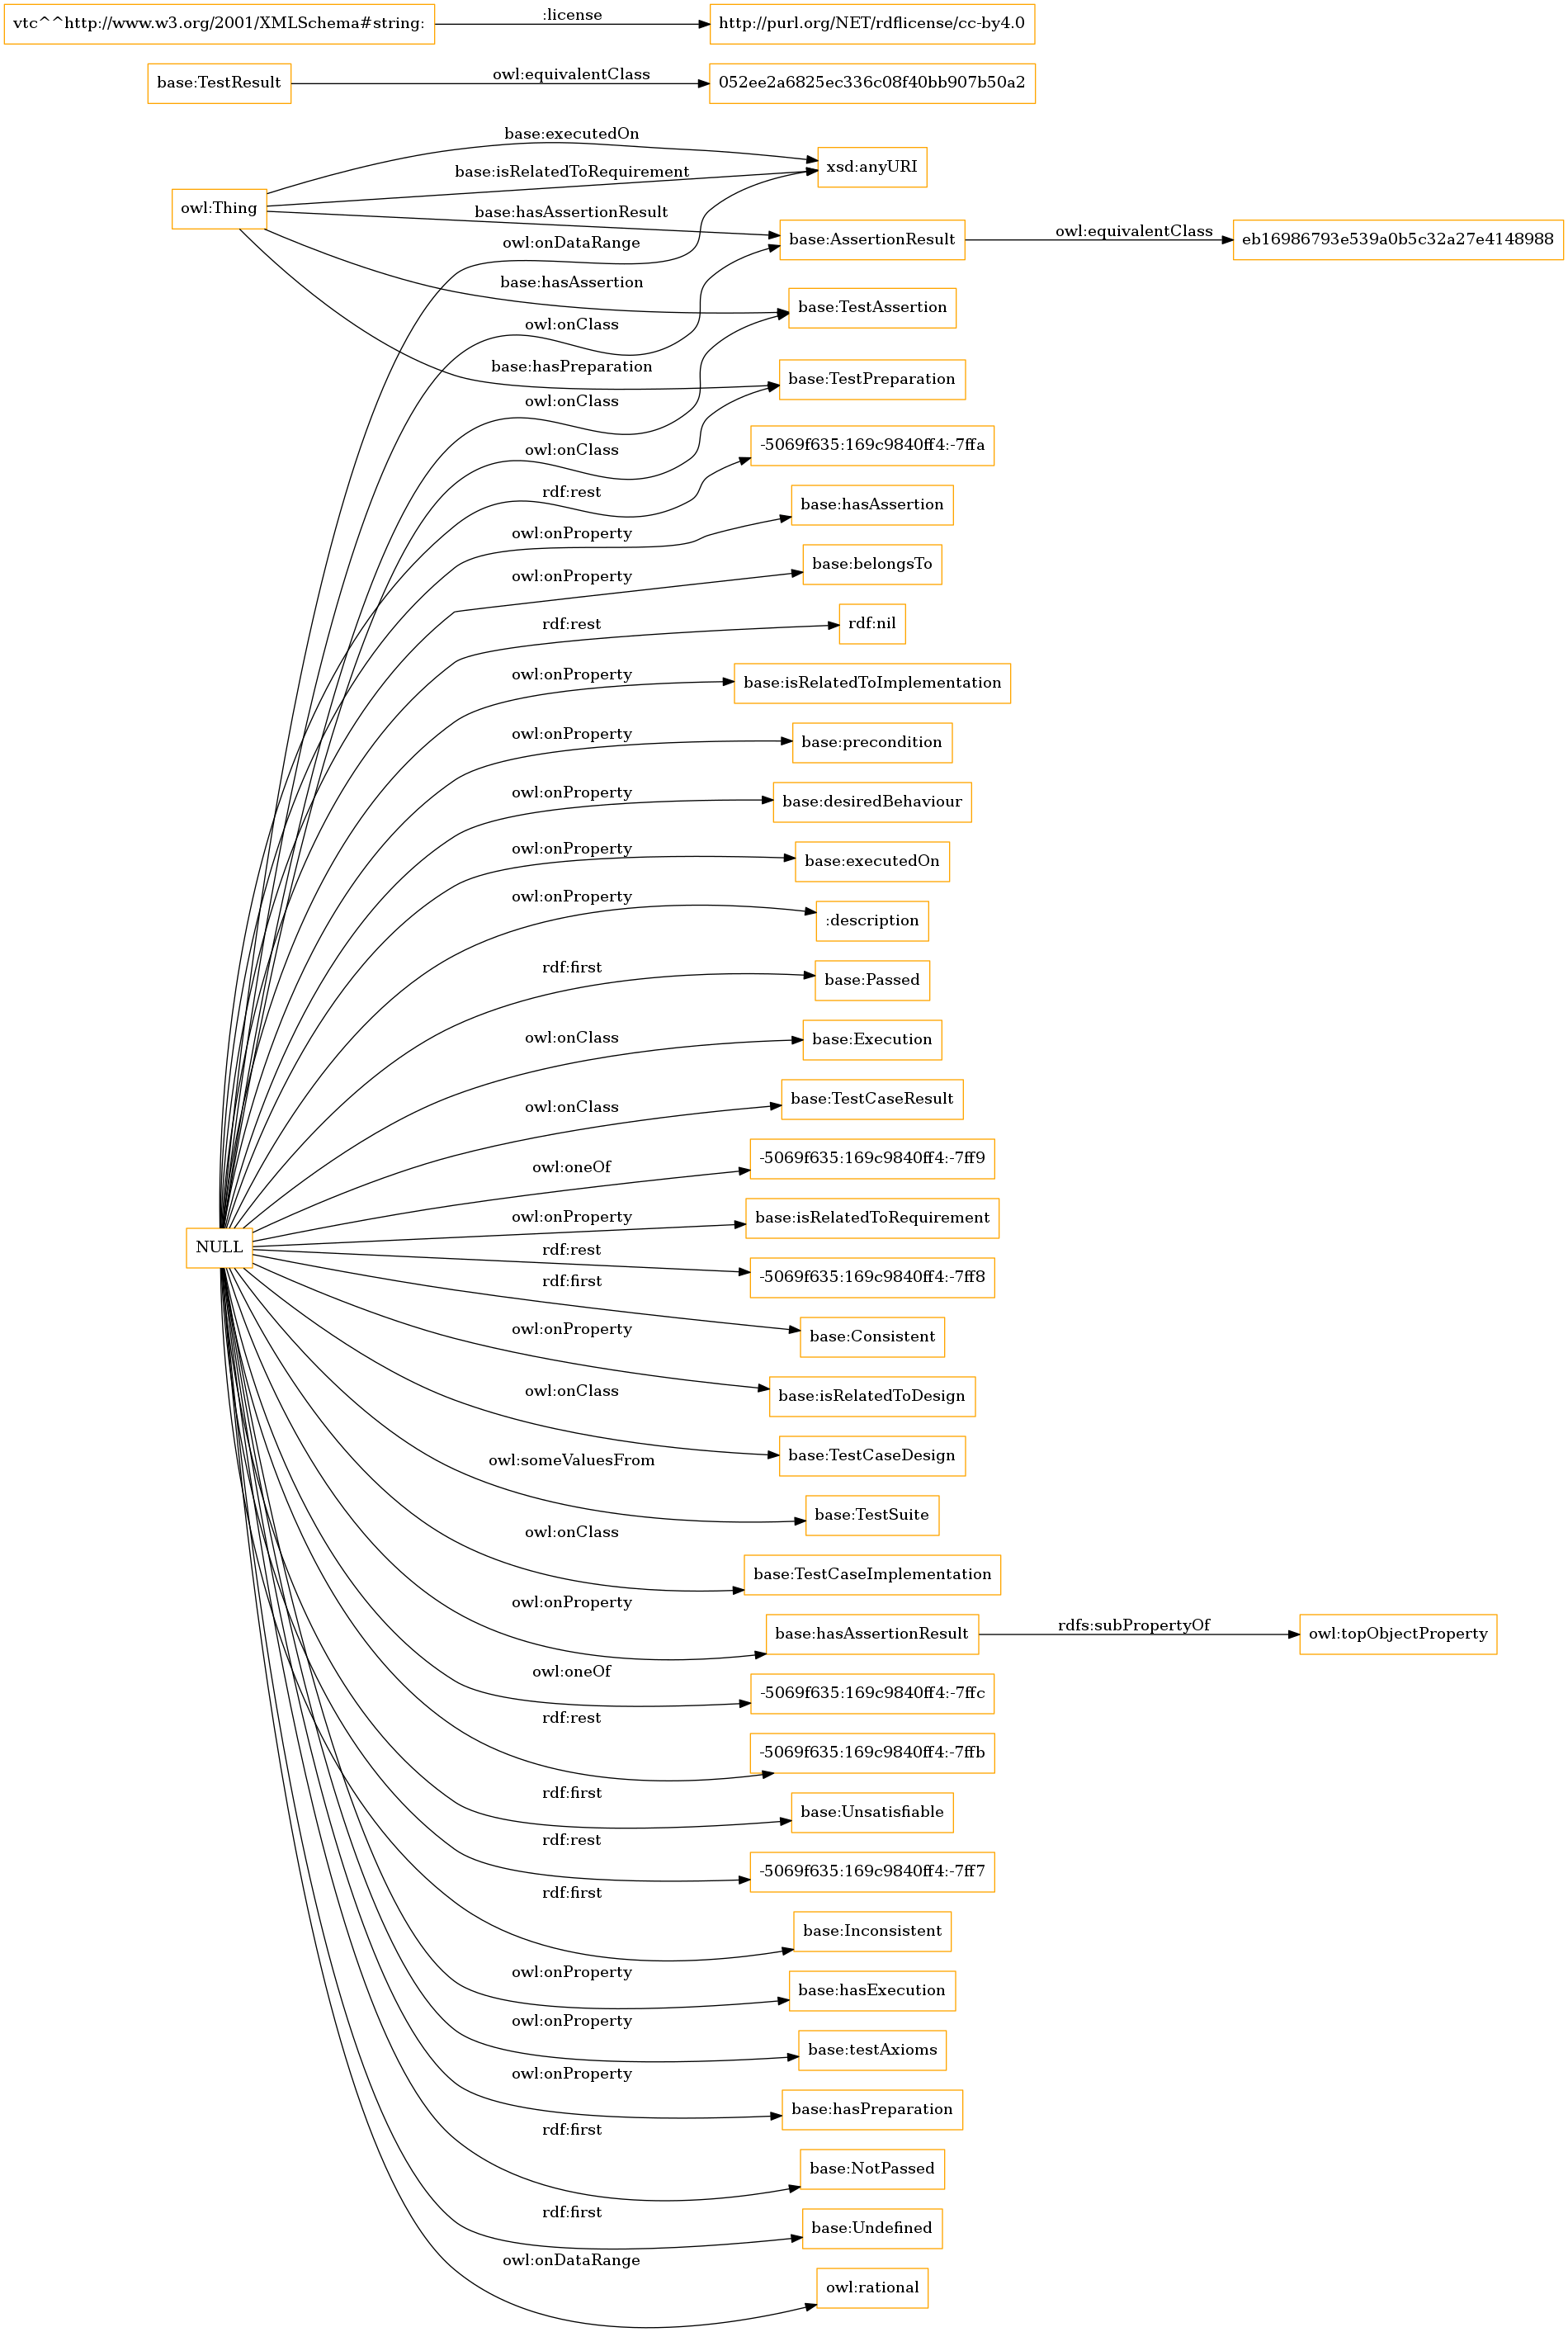 :license
vtc^^http://www.w3.org/2001/XMLSchema#string:
http://purl.org/NET/rdflicense/cc-by4.0
owl:equivalentClass
base:TestResult
052ee2a6825ec336c08f40bb907b50a2
base:executedOn
xsd:anyURI
base:isRelatedToRequirement
owl:Thing
base:hasAssertionResult
owl:equivalentClass
base:AssertionResult
eb16986793e539a0b5c32a27e4148988
owl:onDataRange
base:hasAssertion
base:TestAssertion
owl:onClass
base:hasPreparation
base:TestPreparation
owl:onClass
owl:onClass
-5069f635:169c9840ff4:-7ffa
rdf:rest
base:hasAssertion
owl:onProperty
base:belongsTo
owl:onProperty
rdf:rest
rdf:nil
owl:onProperty
base:isRelatedToImplementation
owl:onProperty
base:precondition
owl:onProperty
base:desiredBehaviour
owl:onProperty
base:executedOn
owl:onProperty
:description
rdf:first
base:Passed
owl:onClass
base:Execution
owl:onClass
base:TestCaseResult
owl:oneOf
-5069f635:169c9840ff4:-7ff9
owl:onProperty
base:isRelatedToRequirement
NULL
rdf:rest
-5069f635:169c9840ff4:-7ff8
rdf:first
base:Consistent
owl:onProperty
base:isRelatedToDesign
owl:onClass
base:TestCaseDesign
owl:someValuesFrom
base:TestSuite
owl:onClass
base:TestCaseImplementation
owl:onProperty
base:hasAssertionResult
rdfs:subPropertyOf
owl:topObjectProperty
owl:oneOf
-5069f635:169c9840ff4:-7ffc
rdf:rest
-5069f635:169c9840ff4:-7ffb
rdf:first
base:Unsatisfiable
rdf:rest
-5069f635:169c9840ff4:-7ff7
rdf:first
base:Inconsistent
owl:onProperty
base:hasExecution
owl:onProperty
base:testAxioms
owl:onProperty
base:hasPreparation
rdf:first
base:NotPassed
rdf:first
base:Undefined
owl:onDataRange
owl:rational